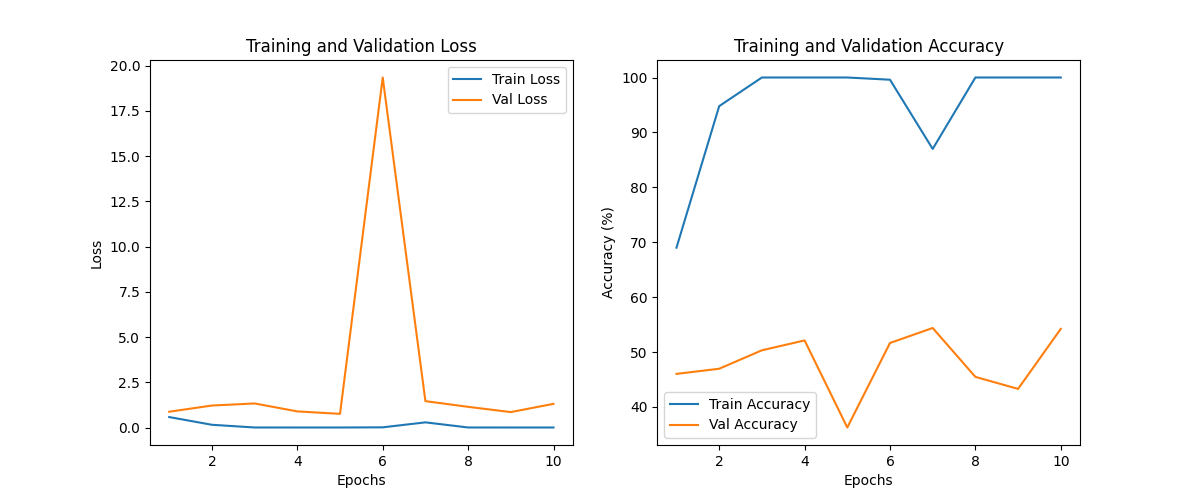 Training and Validation Loss
20.0
17.5
15.0
12.5
10.0
7.5
5.0
2.5
0.0
Loss
2 4 6 8 10
Epochs
Train Loss
Val Loss
Training and Validation Accuracy
100
90
80
70
60
50
40
Accuracy (%)
2 4 6 8 10
Epochs
Train Accuracy
Val Accuracy